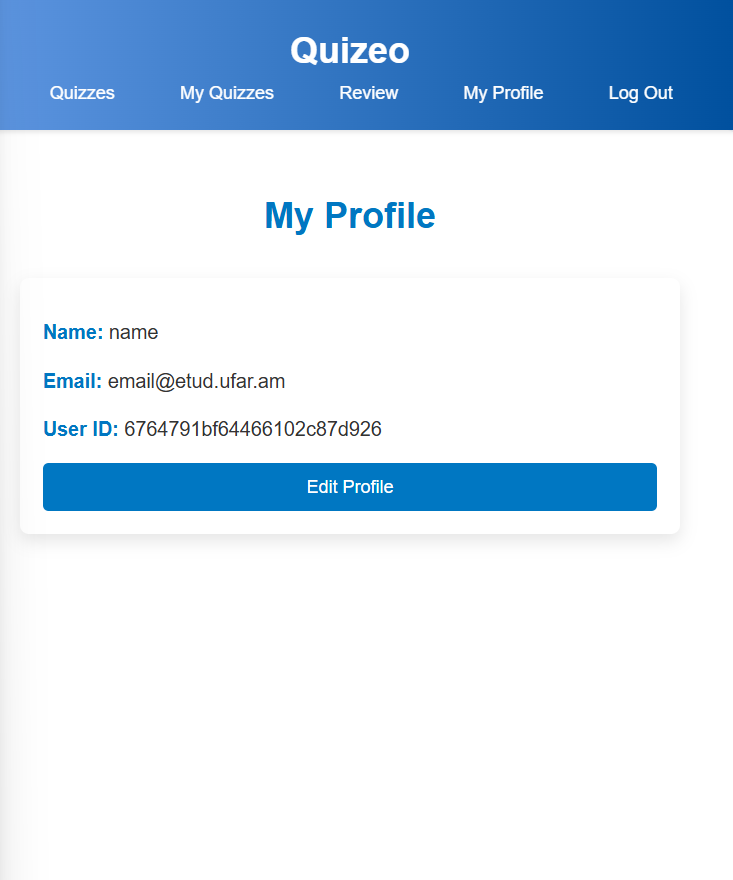 Quizeo
Quizzes My Quizzes Review My Profile Log Out
My Profile
Name: name
Email: email@etud.ufar.am
User ID: 6764791bf64466102c87d926
Edit Profile